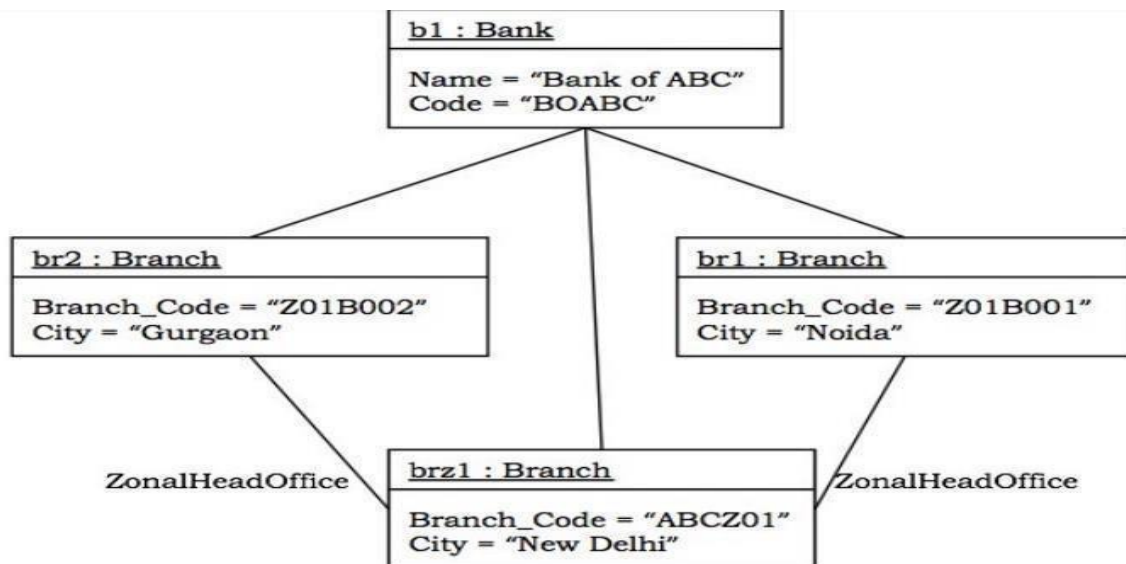 b1 : Bank
Name = “Bank of ABC”
Code = “BOABC”
br2 : Branch
Branch_Code = “Z01B002”
City = “Gurgaon”
br1 : Branch
Branch_Code = “Z01B001”
City = “Noida”
ZonalHeadOffice
brz1 : Branch
Branch_Code = “ABCZ01”
City = “New Delhi”
ZonalHeadOffice